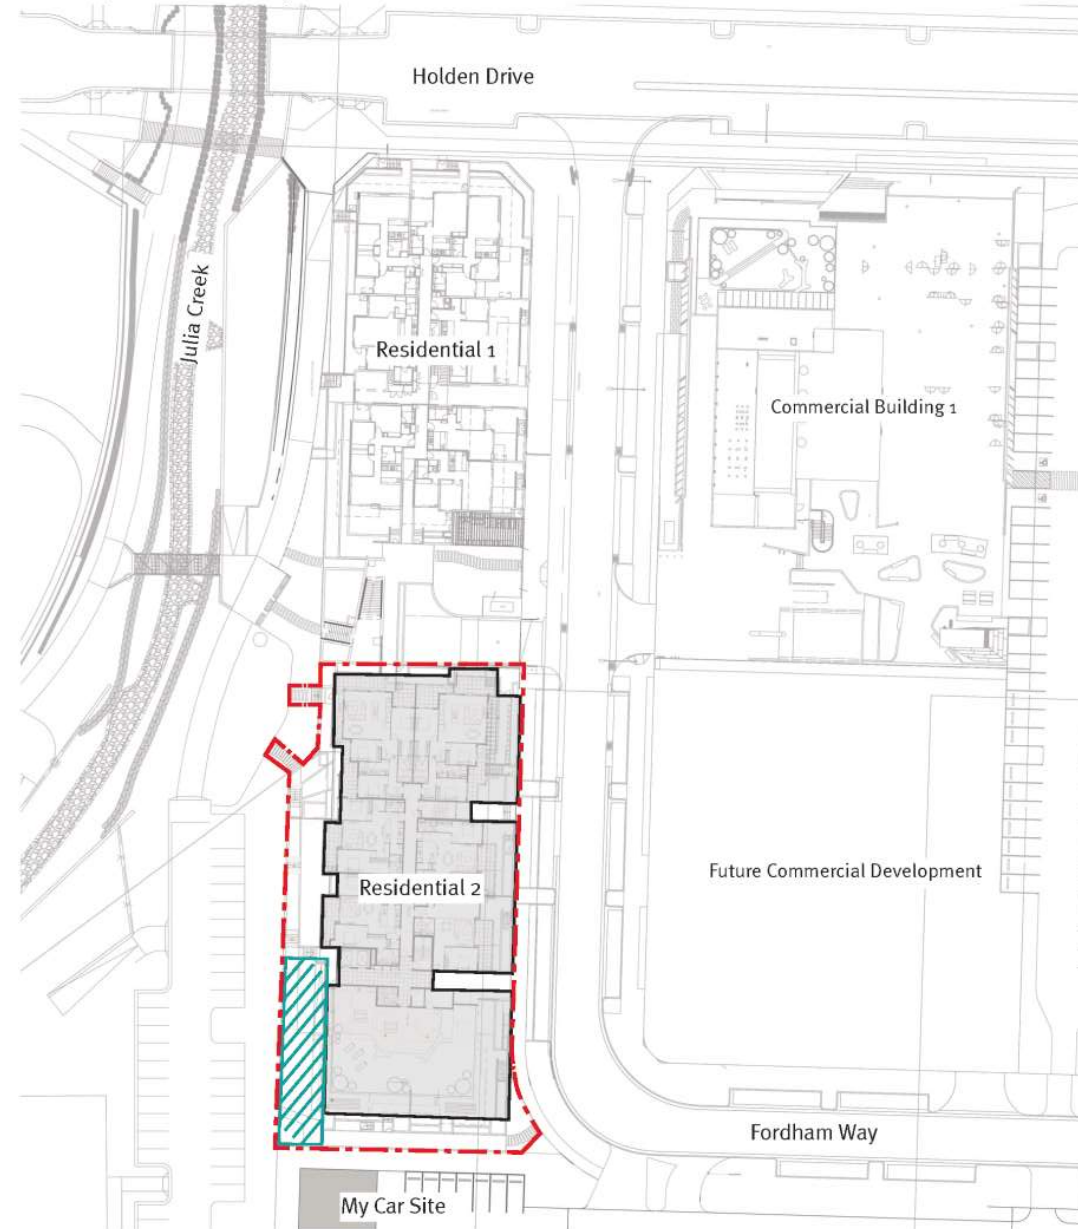 Holden Drive
Julia Creek
Residential 1
Commercial Building 1
Residential 2
Future Commercial Development
Fordham Way
My Car Site